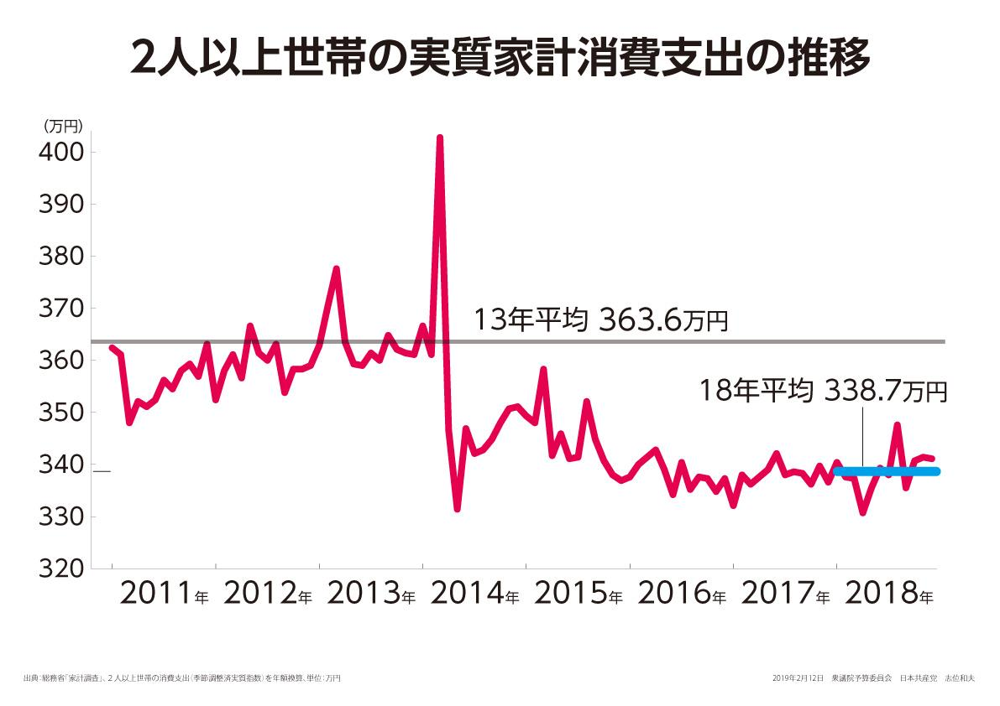 2人以上世帯の実質家計消費支出の推移
(万円)
400
390
380
370
360
350
340
330
320
13年平均 363.6万円
18年平均 338.7万円
2011年 2012年 2013年 2014年 2015年 2016年 2017年 2018年
出典:総務省「家計調査」、2人以上世帯の消費支出(季節調整済実質指数)を年額換算、単位:万円
2019年2月12日 衆議院予算委員会 日本共産党 志位和夫